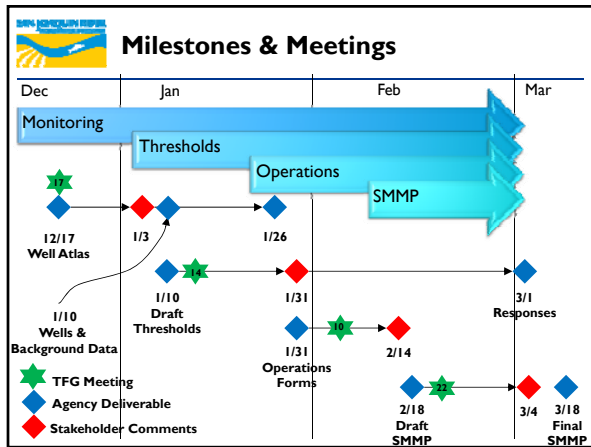 SAN JOAQUIN RIVER
Milestones & Meetings
Dec Jan Feb Mar
Monitoring
Thresholds
Operations
SMMP
17
12/17
Well Atlas
1/3
1/26
1/10
Wells &
Background Data
14
1/10
Draft
Thresholds
1/31
3/1
Responses
10
1/31
Operations
Forms
2/14
22
2/18
Draft
SMMP
3/4
3/18
Final
SMMP
TFG Meeting
Agency Deliverable
Stakeholder Comments